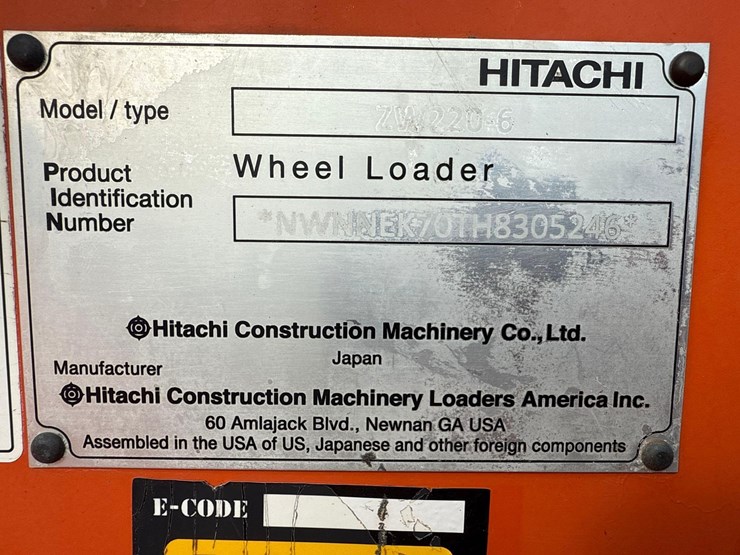 HITACHI
Model / type ZW220-6
Wheel Loader
Product
Identification
Number *NWNNEK70TH8305246*
Hitachi Construction Machinery Co., Ltd.
Japan
Manufacturer
Hitachi Construction Machinery Loaders America Inc.
60 Amlajack Blvd., Newnan GA USA
Assembled in the USA of US, Japanese and other foreign components
E-CODE